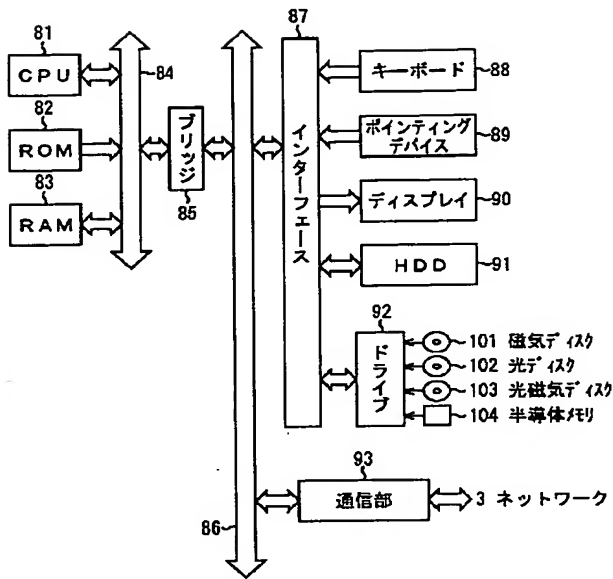 81
CPU
82
ROM
83
RAM
84
ブリッジ
85
86
87
インターフェース
キーボード 88
ポインティング
デバイス 89
ディスプレイ 90
HDD 91
92
ドライブ
101 磁気ディスク
102 光ディスク
103 光磁気ディスク
104 半導体メモリ
93
通信部
3 ネットワーク